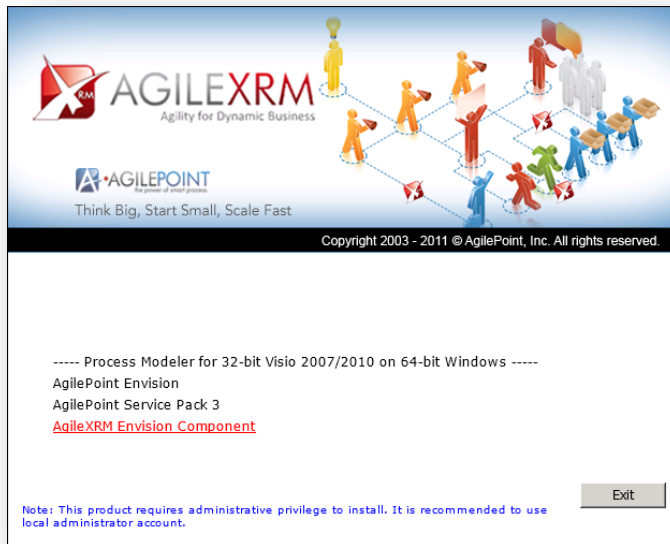 XRM AGILEXRM
Agility for Dynamic Business
A AGILEPOINT
the power of smart process
Think Big, Start Small, Scale Fast
Copyright 2003 - 2011 © AgilePoint, Inc. All rights reserved.
----- Process Modeler for 32-bit Visio 2007/2010 on 64-bit Windows -----
AgilePoint Envision
AgilePoint Service Pack 3
AgileXRM Envision Component
Exit
Note: This product requires administrative privilege to install. It is recommended to use
local administrator account.